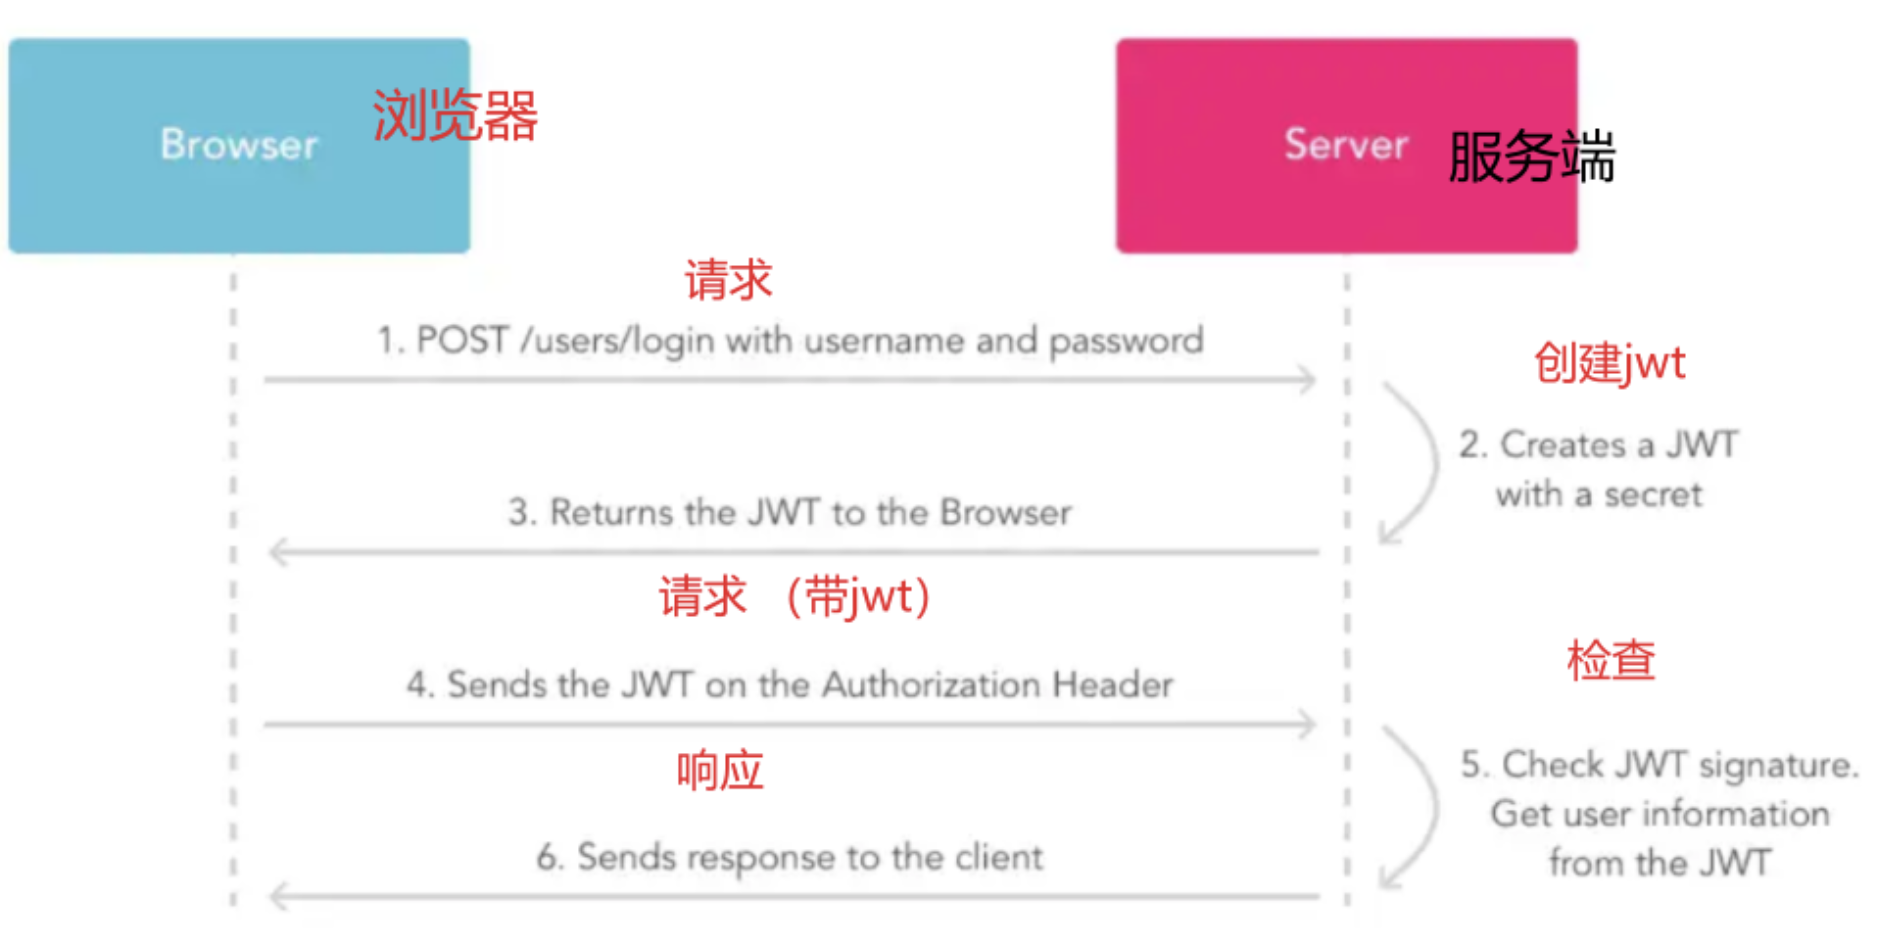 Browser
浏览器
Server
服务端
请求
1. POST /users/login with username and password
创建jwt
2. Creates a JWT
with a secret
3. Returns the JWT to the Browser
请求 （带jwt）
4. Sends the JWT on the Authorization Header
检查
5. Check JWT signature.
Get user information
from the JWT
响应
6. Sends response to the client